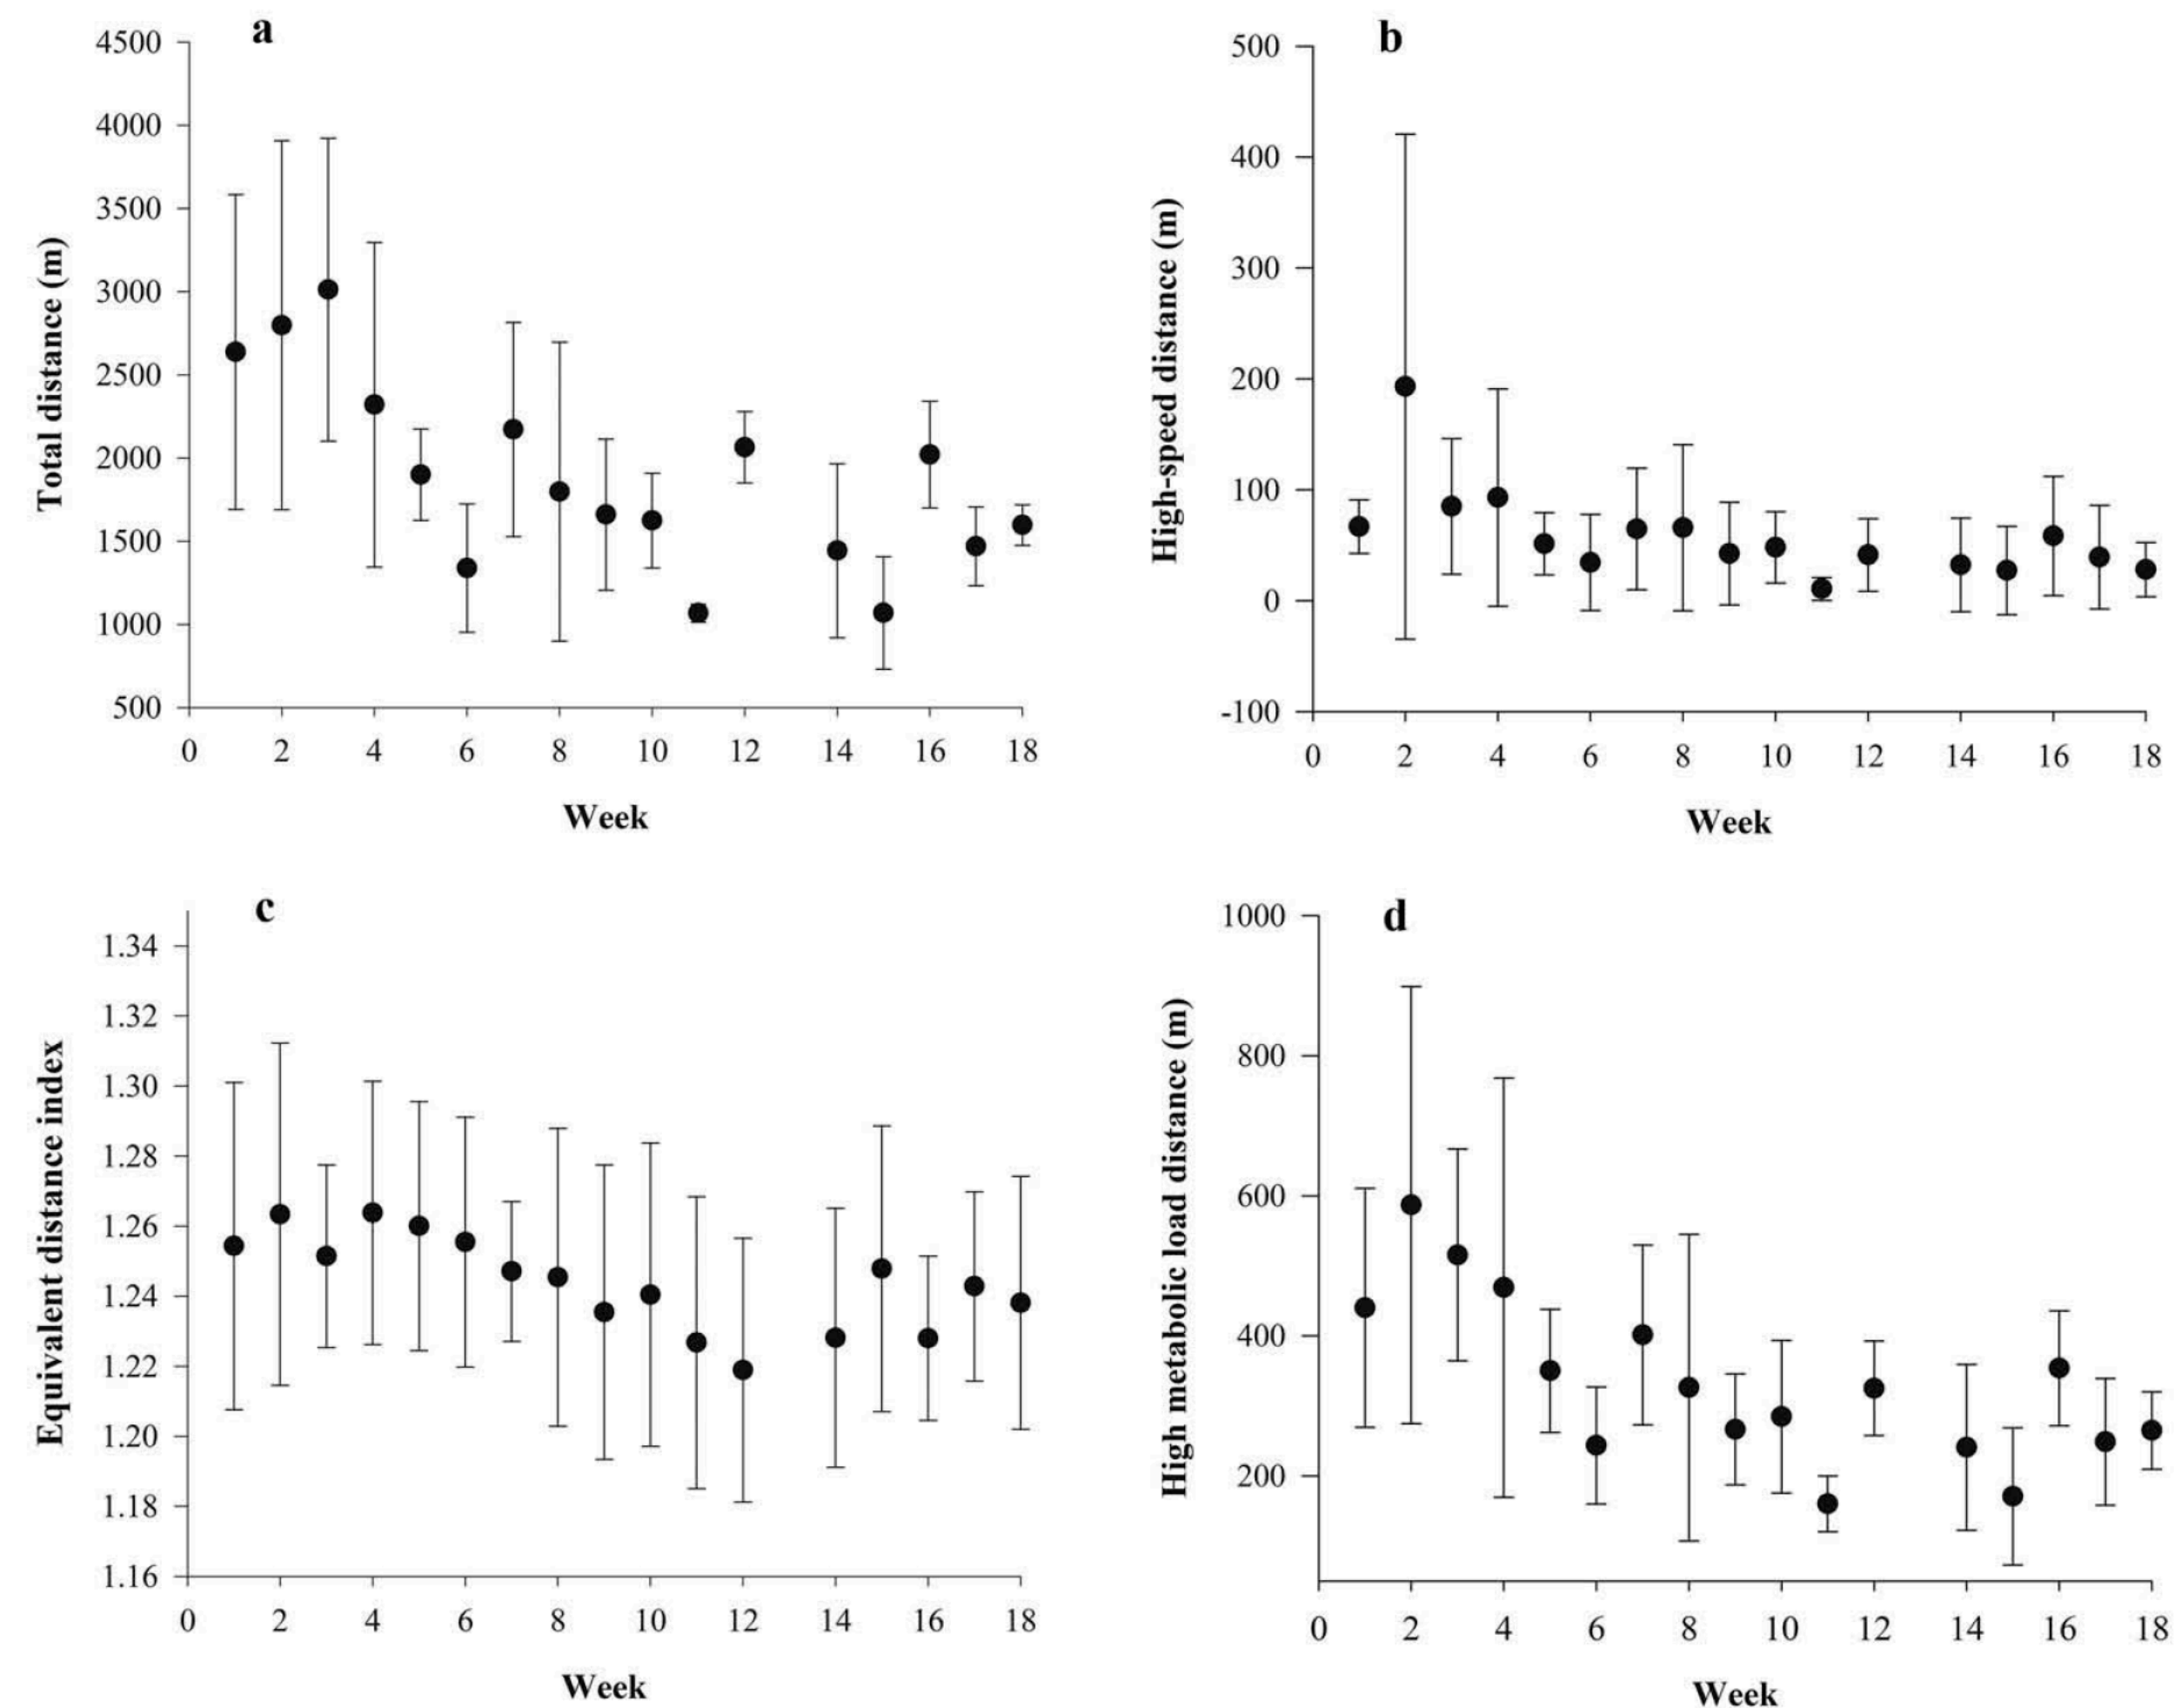 a
4500
4000
3500
3000
2500
2000
1500
1000
500
Total distance (m)
0 2 4 6 8 10 12 14 16 18
Week
b
500
400
300
200
100
0
-100
High-speed distance (m)
0 2 4 6 8 10 12 14 16 18
Week
c
1.34
1.32
1.30
1.28
1.26
1.24
1.22
1.20
1.18
1.16
Equivalent distance index
0 2 4 6 8 10 12 14 16 18
Week
d
1000
800
600
400
200
High metabolic load distance (m)
0 2 4 6 8 10 12 14 16 18
Week